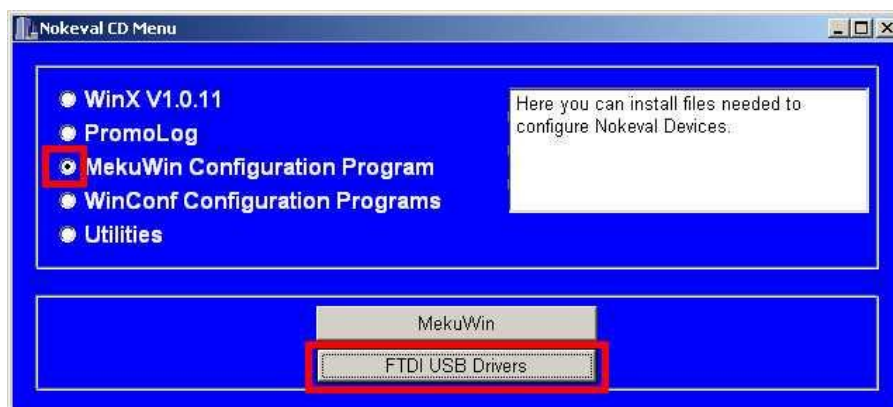 Nokeval CD Menu
WinX V1.0.11
PromoLog
MekuWin Configuration Program
WinConf Configuration Programs
Utilities
Here you can install files needed to
configure Nokeval Devices.
MekuWin
FTDI USB Drivers